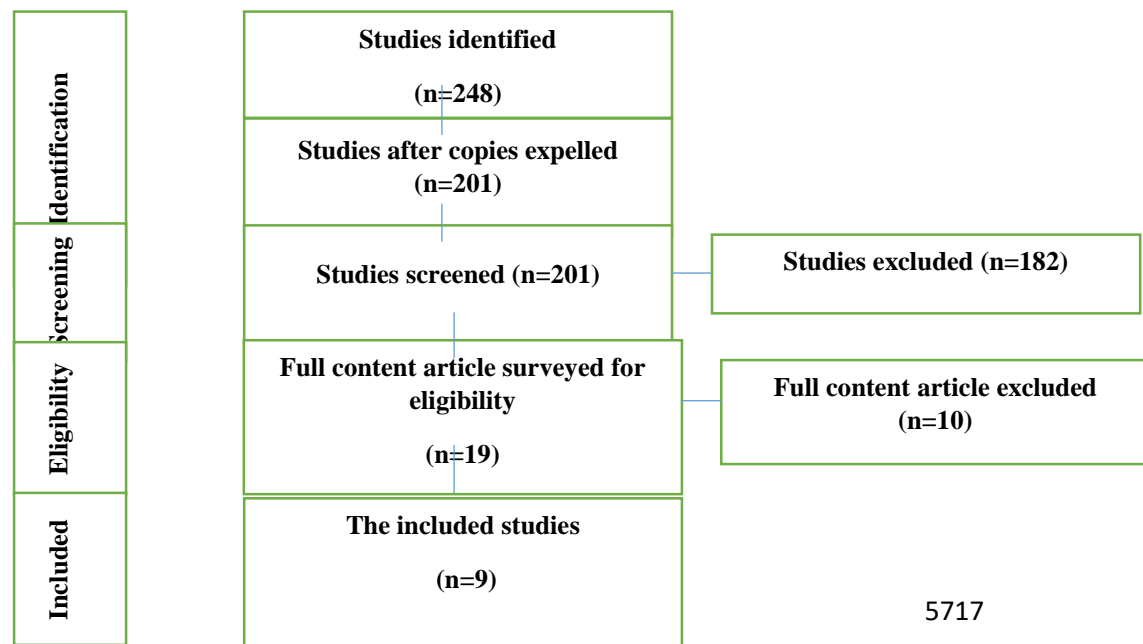 Identification
Studies identified
(n=248)
Studies after copies expelled
(n=201)
Screening
Studies screened (n=201)
Studies excluded (n=182)
Eligibility
Full content article surveyed for
eligibility
(n=19)
Full content article excluded
(n=10)
Included
The included studies
(n=9)
5717